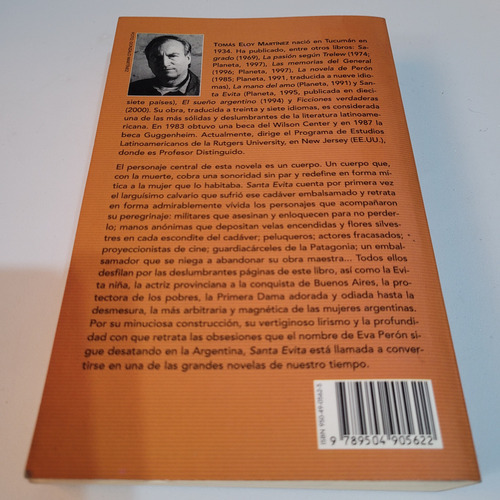 TOMÁS ELOY MARTÍNEZ nació en Tucumán en
1934. Ha publicado, entre otros libros: Sa-
grado (1969), La pasión según Trelew (1974;
Planeta, 1997), Las memorias del General
(1996; Planeta, 1997), La novela de Perón
(1985; Planeta, 1991, traducida a nueve idio-
mas), La mano del amo (Planeta, 1991) y San-
ta Evita (Planeta, 1995, publicada en dieci-
siete países), El sueño argentino (1994) y Ficciones verdaderas
(2000). Su obra, traducida a treinta y siete idiomas, es considerada
una de las más sólidas y deslumbrantes de la literatura latinoame-
ricana. En 1983 obtuvo una beca del Wilson Center y en 1987 la
beca Guggenheim. Actualmente, dirige el Programa de Estudios
Latinoamericanos de la Rutgers University, en New Jersey (EE.UU.),
donde es Profesor Distinguido.
El personaje central de esta novela es un cuerpo. Un cuerpo que,
con la muerte, cobra una sonoridad sin par y redefine en forma mí-
tica a la mujer que lo habitaba. Santa Evita cuenta por primera vez
el larguísimo calvario que sufrió ese cadáver embalsamado y retrata
en forma admirablemente vívida los personajes que acompañaron
su peregrinaje: militares que asesinan y enloquecen para no perder-
lo; manos anónimas que depositan velas encendidas y flores silves-
tres en cada escondite del cadáver; peluqueros; actores fracasados;
proyeccionistas de cine; guardiacárceles de la Patagonia; un embal-
samador que se niega a abandonar su obra maestra... Todos ellos
desfilan por las deslumbrantes páginas de este libro, así como la Evi-
ta niña, la actriz provinciana a la conquista de Buenos Aires, la pro-
tectora de los pobres, la Primera Dama adorada y odiada hasta la
desmesura, la más arbitraria y magnética de las mujeres argentinas.
Por su minuciosa construcción, su vertiginoso lirismo y la profundi-
dad con que retrata las obsesiones que el nombre de Eva Perón si-
gue desatando en la Argentina, Santa Evita está llamada a conver-
tirse en una de las grandes novelas de nuestro tiempo.
ISBN 950-49-0562-5
9 789504 905622